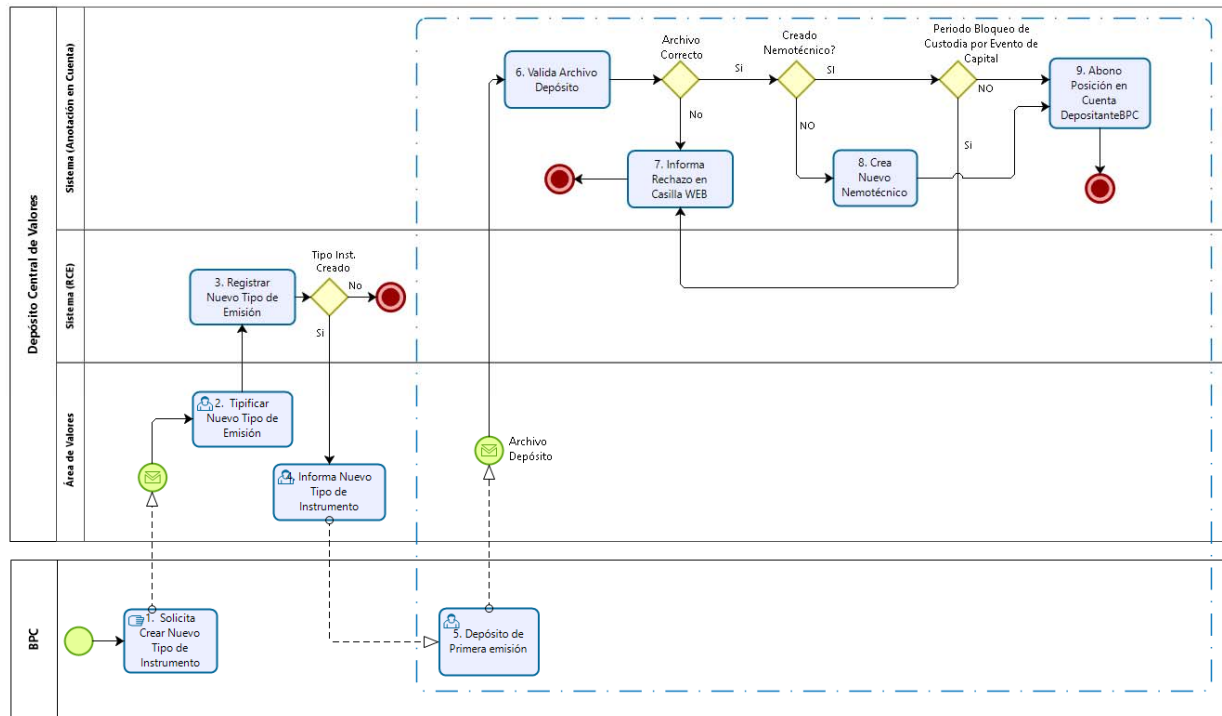 Depósito Central de Valores
Sistema (Anotación en Cuenta)
6. Valida Archivo
Depósito
Archivo
Correcto
Si
No
Creado
Nemotécnico?
SI
NO
Periodo Bloqueo de
Custodia por Evento de
Capital
NO
Si
9. Abono
Posición en
Cuenta
DepositanteBPC
7. Informa
Rechazo en
Casilla WEB
8. Crea
Nuevo
Nemotécnico
Sistema (RCE)
3. Registrar
Nuevo Tipo de
Emisión
Tipo Inst.
Creado
No
Si
Área de Valores
2. Tipificar
Nuevo Tipo de
Emisión
4. Informa Nuevo
Tipo de
Instrumento
Archivo
Depósito
BPC
1. Solicita
Crear Nuevo
Tipo de
Instrumento
5. Depósito de
Primera emisión